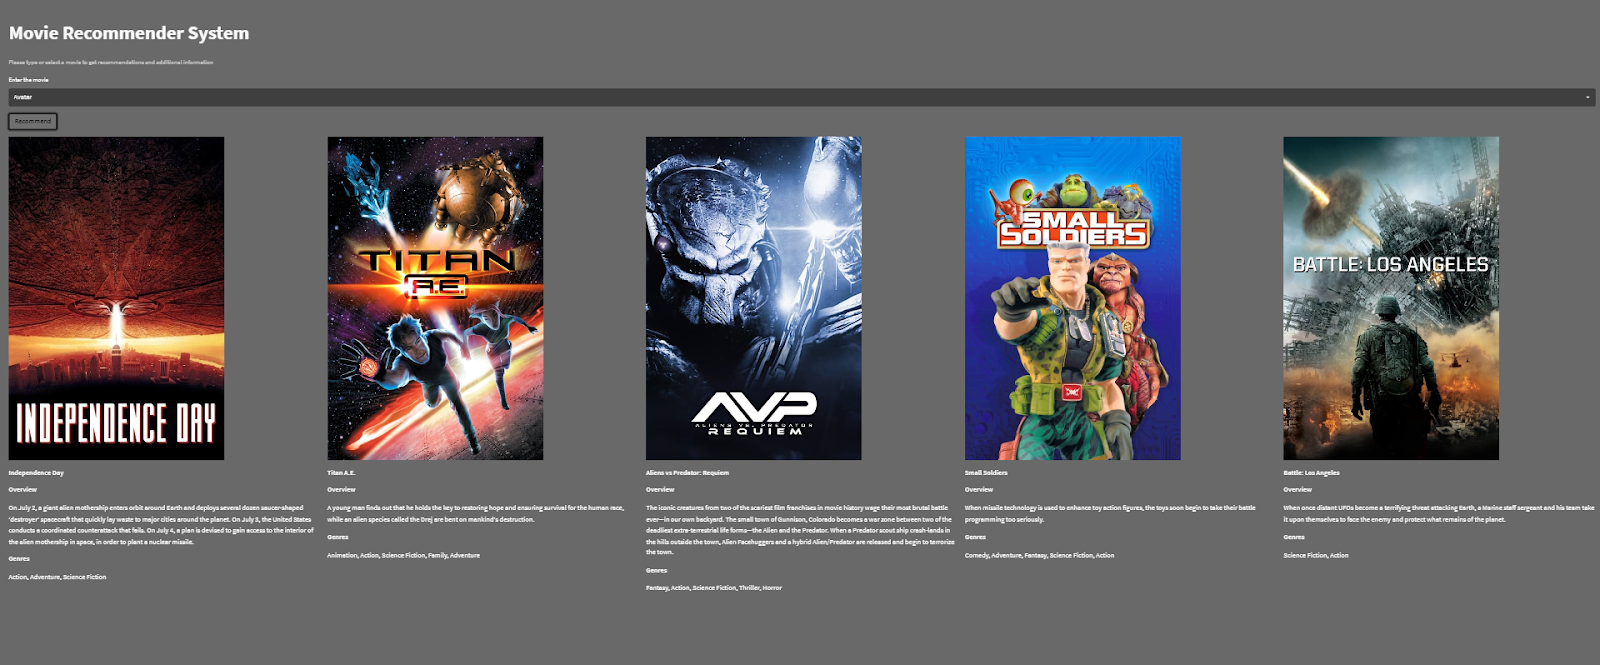 Movie Recommender System
Please type or select a movie to get recommendations and additional information
Enter the movie
Avatar
Recommend
INDEPENDENCE DAY
TITAN
A.E.
AVP
ALIENS VS. PREDATOR
REQUIEM
SMALL
SOLDIERS
BATTLE: LOS ANGELES
Independence Day
Overview
On July 2, a giant alien mothership enters orbit around Earth and deploys several dozen saucer-shaped
'destroyer' spacecraft that quickly lay waste to major cities around the planet. On July 3, the United States
conducts a coordinated counterattack that fails. On July 4, a plan is devised to gain access to the interior of
the alien mothership in space, in order to plant a nuclear missile.
Genres
Action, Adventure, Science Fiction
Titan A.E.
Overview
A young man finds out that he holds the key to restoring hope and ensuring survival for the human race,
while an alien species called the Drej are bent on mankind's destruction.
Genres
Animation, Action, Science Fiction, Family, Adventure
Aliens vs Predator: Requiem
Overview
The iconic creatures from two of the scariest film franchises in movie history wage their most brutal battle
ever—in our own backyard. The small town of Gunnison, Colorado becomes a war zone between two of the
deadliest extra-terrestrial life forms—the Alien and the Predator. When a Predator scout ship crash-lands in
the hills outside the town, Alien Facehuggers and a hybrid Alien/Predator are released and begin to terrorize
the town.
Genres
Fantasy, Action, Science Fiction, Thriller, Horror
Small Soldiers
Overview
When missile technology is used to enhance toy action figures, the toys soon begin to take their battle
programming too seriously.
Genres
Comedy, Adventure, Fantasy, Science Fiction, Action
Battle: Los Angeles
Overview
When once distant UFOs become a terrifying threat attacking Earth, a Marine staff sergeant and his team take
it upon themselves to face the enemy and protect what remains of the planet.
Genres
Science Fiction, Action